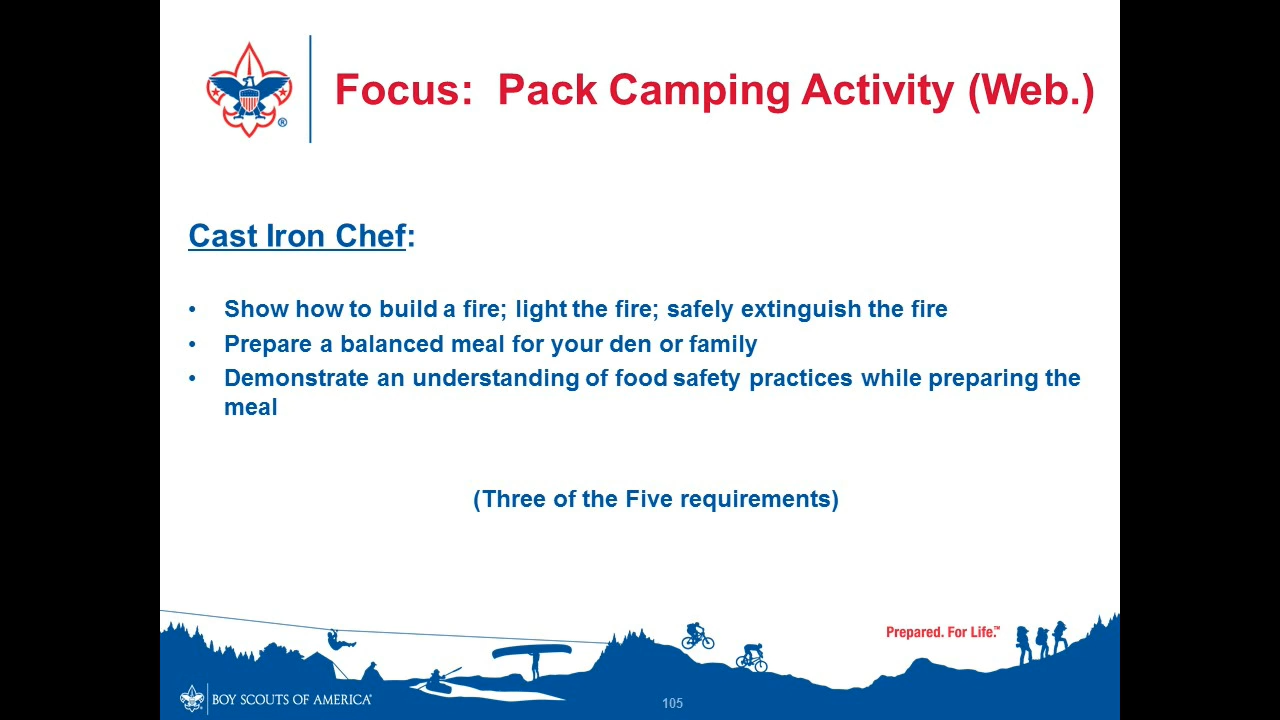 Focus:  Pack Camping Activity (Web.)
Cast Iron Chef:
• Show how to build a fire; light the fire; safely extinguish the fire
• Prepare a balanced meal for your den or family
• Demonstrate an understanding of food safety practices while preparing the
meal
(Three of the Five requirements)
Prepared. For Life.™
BOY SCOUTS OF AMERICA®
105